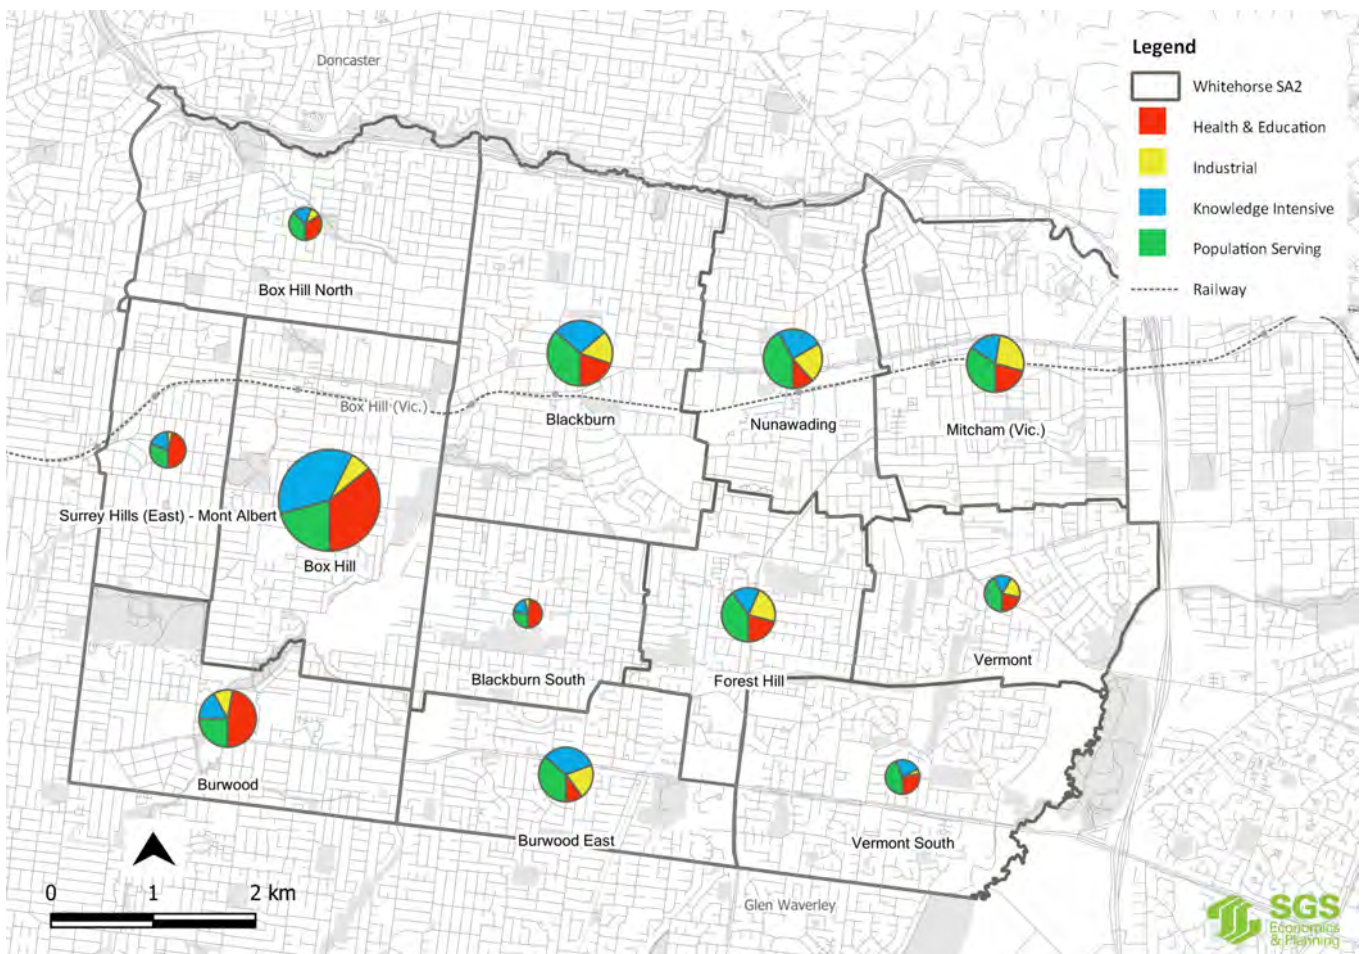 Doncaster
Legend
Whitehorse SA2
Health & Education
Industrial
Knowledge Intensive
Population Serving
Railway
Box Hill North
Box Hill (Vic.)
Blackburn
Nunawading
Mitcham (Vic.)
Surrey Hills (East) - Mont Albert
Box Hill
Blackburn South
Forest Hill
Vermont
Burwood
Burwood East
Vermont South
0 1 2 km
Glen Waverley
SGS
Economics
& Planning